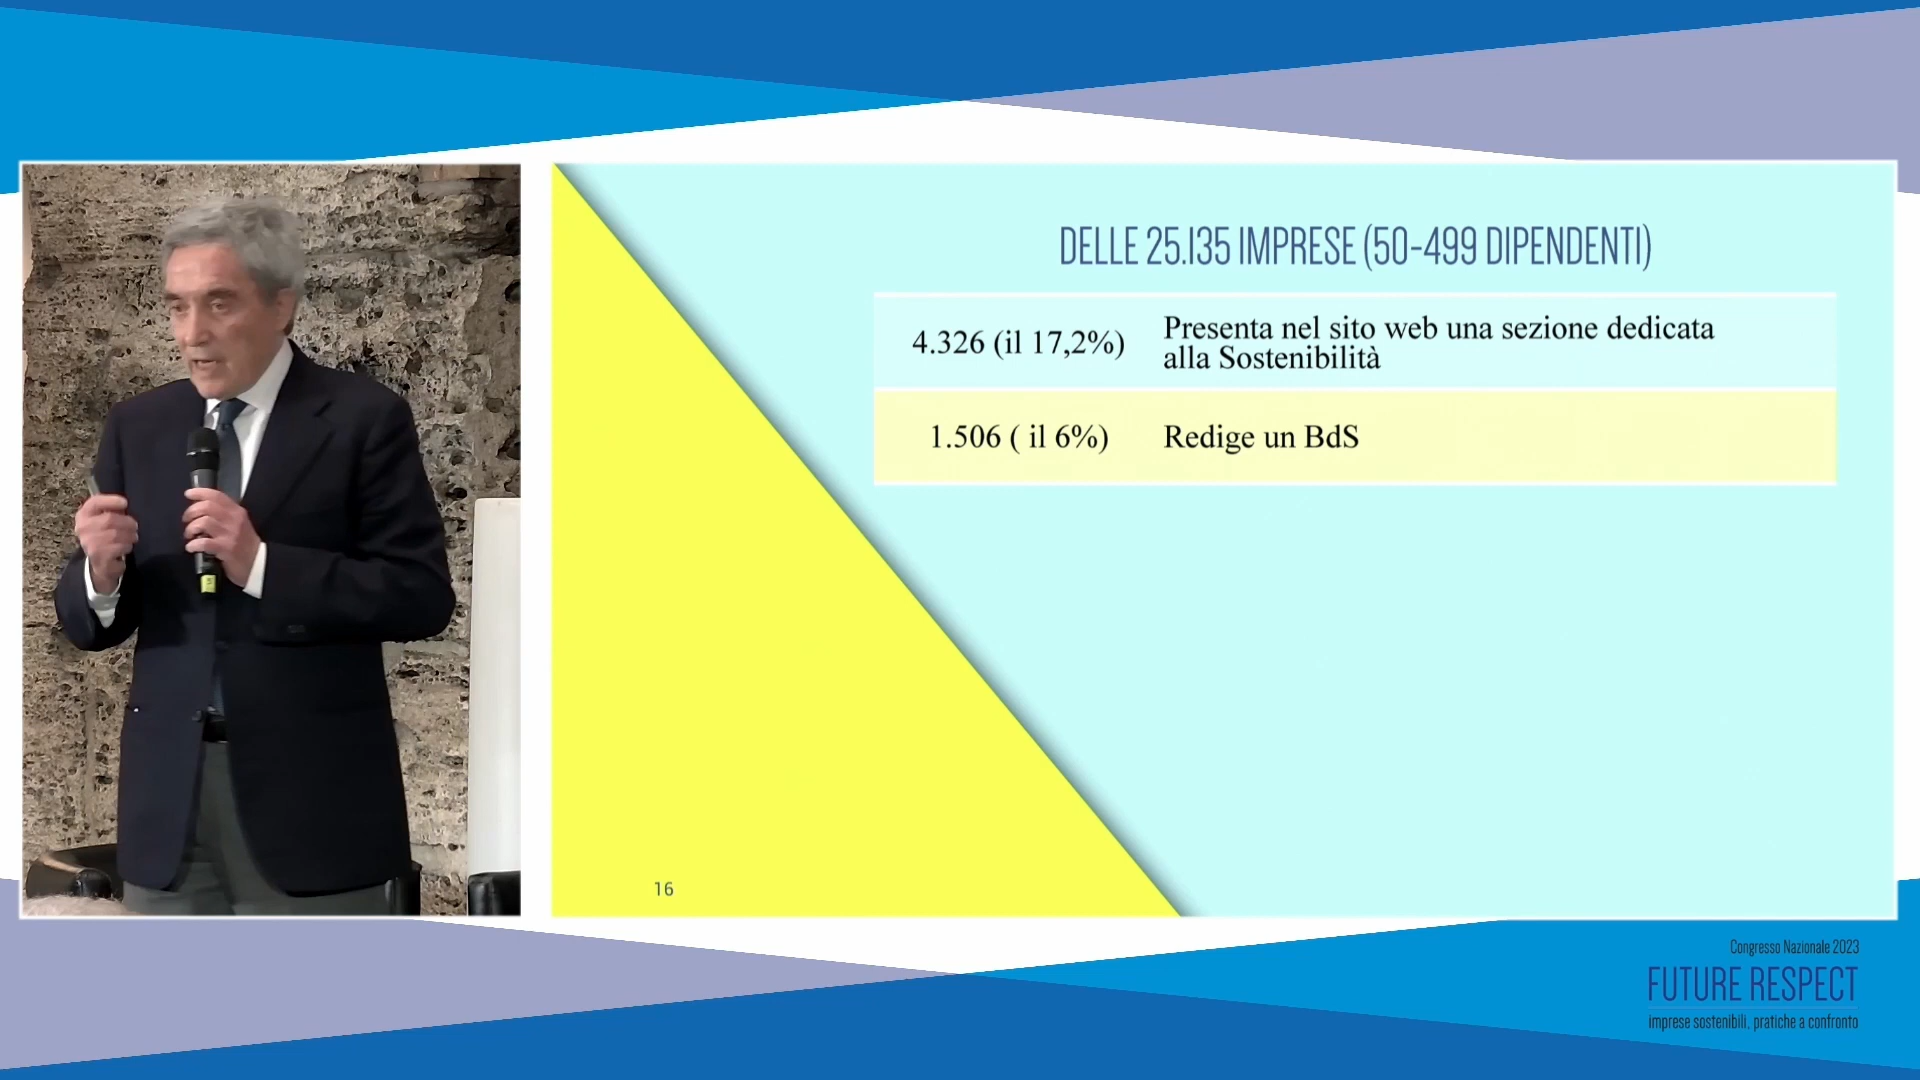 DELLE 25.135 IMPRESE (50-499 DIPENDENTI)
4.326 (il 17,2%)
Presenta nel sito web una sezione dedicata
alla Sostenibilità
1.506 ( il 6%)
Redige un BdS
16
Congresso Nazionale 2023
FUTURE RESPECT
imprese sostenibili, pratiche a confronto